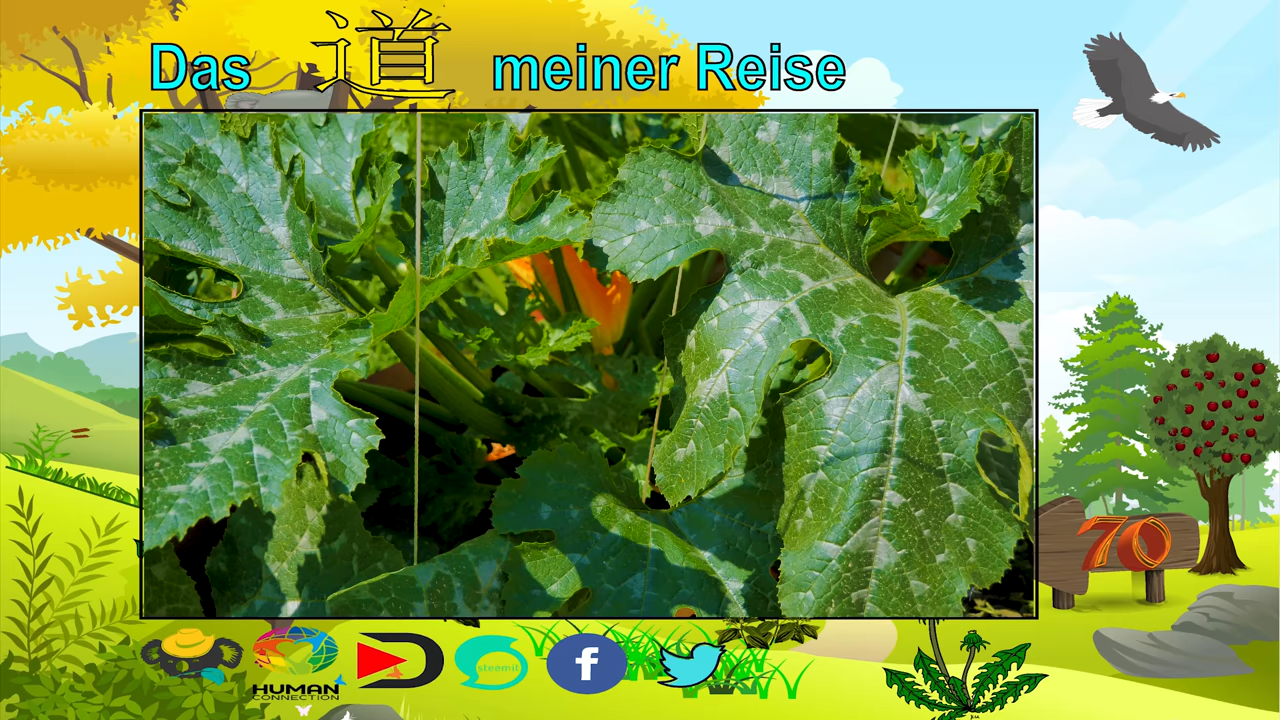 Das 道 meiner Reise
70
HUMAN
CONNECTION
steemit
f